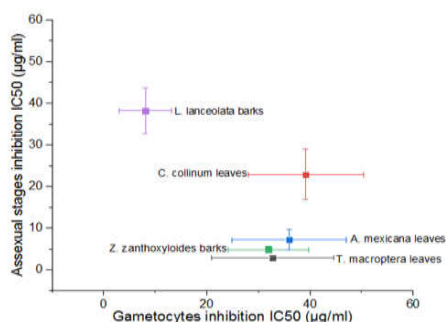 Assexual stages inhibition IC50 (µg/ml)
60
50
40
30
20
10
0
L. lanceolata barks
C. collinum leaves
A. mexicana leaves
Z. zanthoxyloides barks
T. macroptera leaves
0 20 40 60
Gametocytes inhibition IC50 (µg/ml)